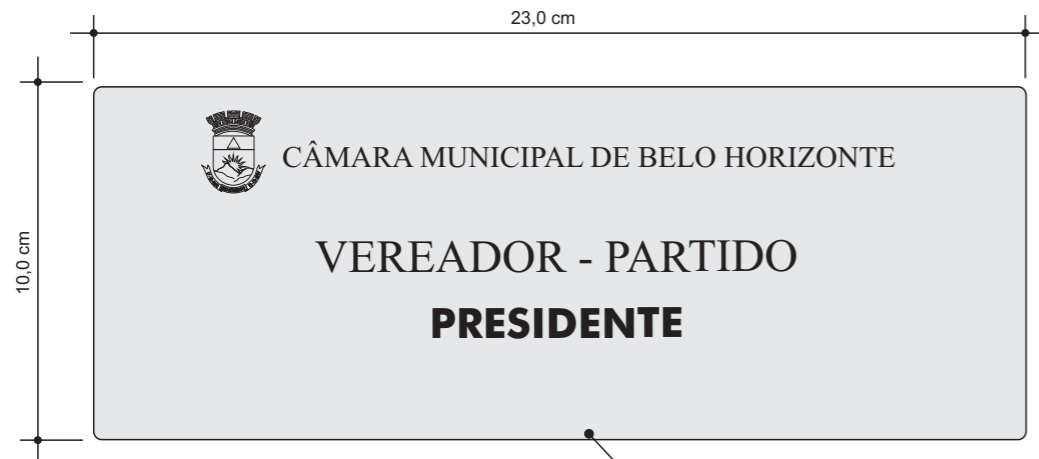 23,0 cm
10,0 cm
CÂMARA MUNICIPAL DE BELO HORIZONTE
VEREADOR - PARTIDO
PRESIDENTE